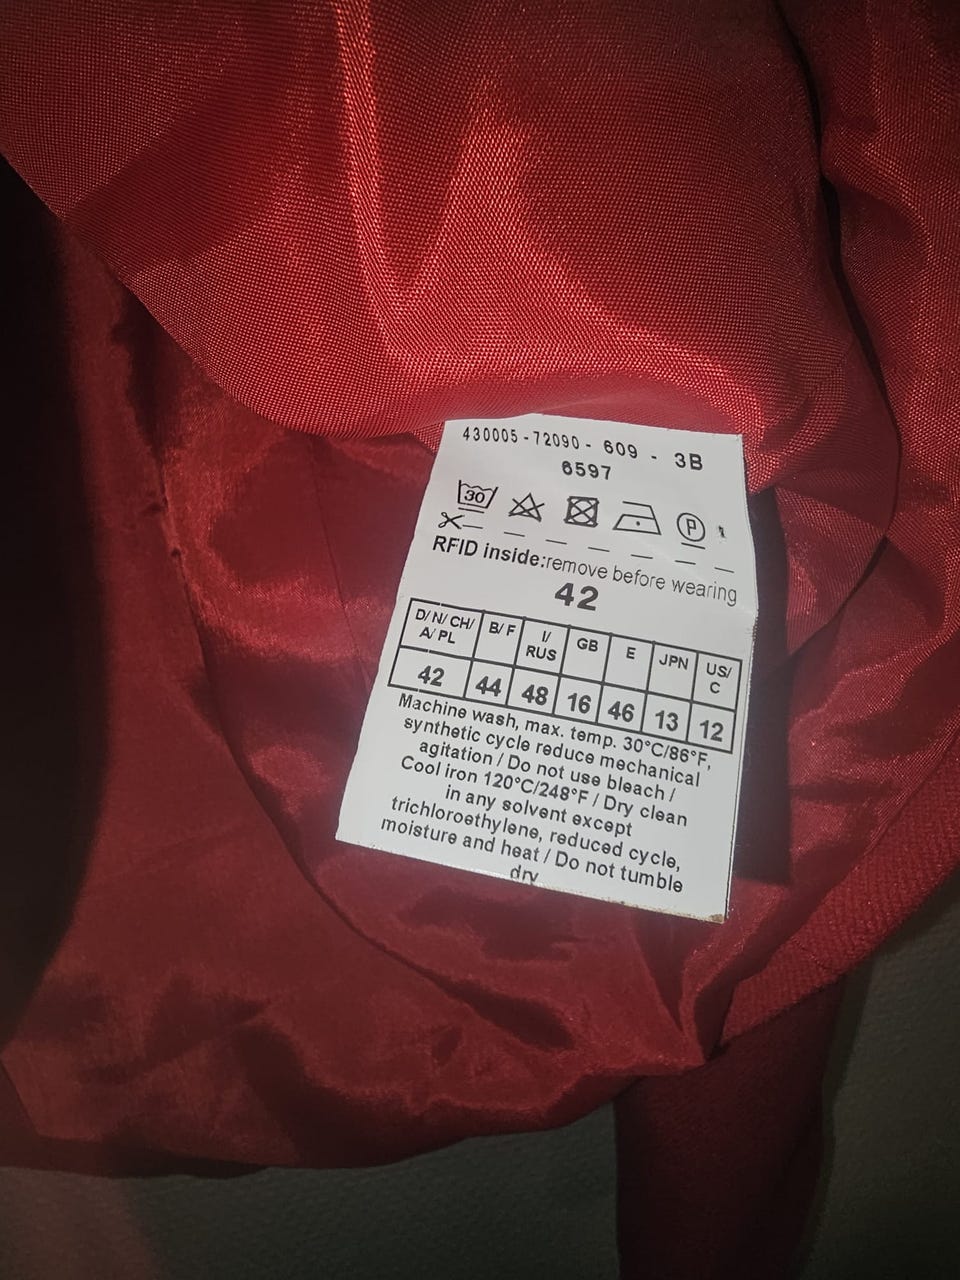 430005-72090- 609 - 3B
6597
30 P
RFID inside:remove before wearing
42
D/N/CH/A/PL B/F I/RUS GB E JPN US/C
42 44 48 16 46 13 12
Machine wash, max. temp. 30°C/86°F,
synthetic cycle reduce mechanical
agitation / Do not use bleach /
Cool iron 120°C/248°F / Dry clean
in any solvent except
trichloroethylene, reduced cycle,
moisture and heat / Do not tumble
dry